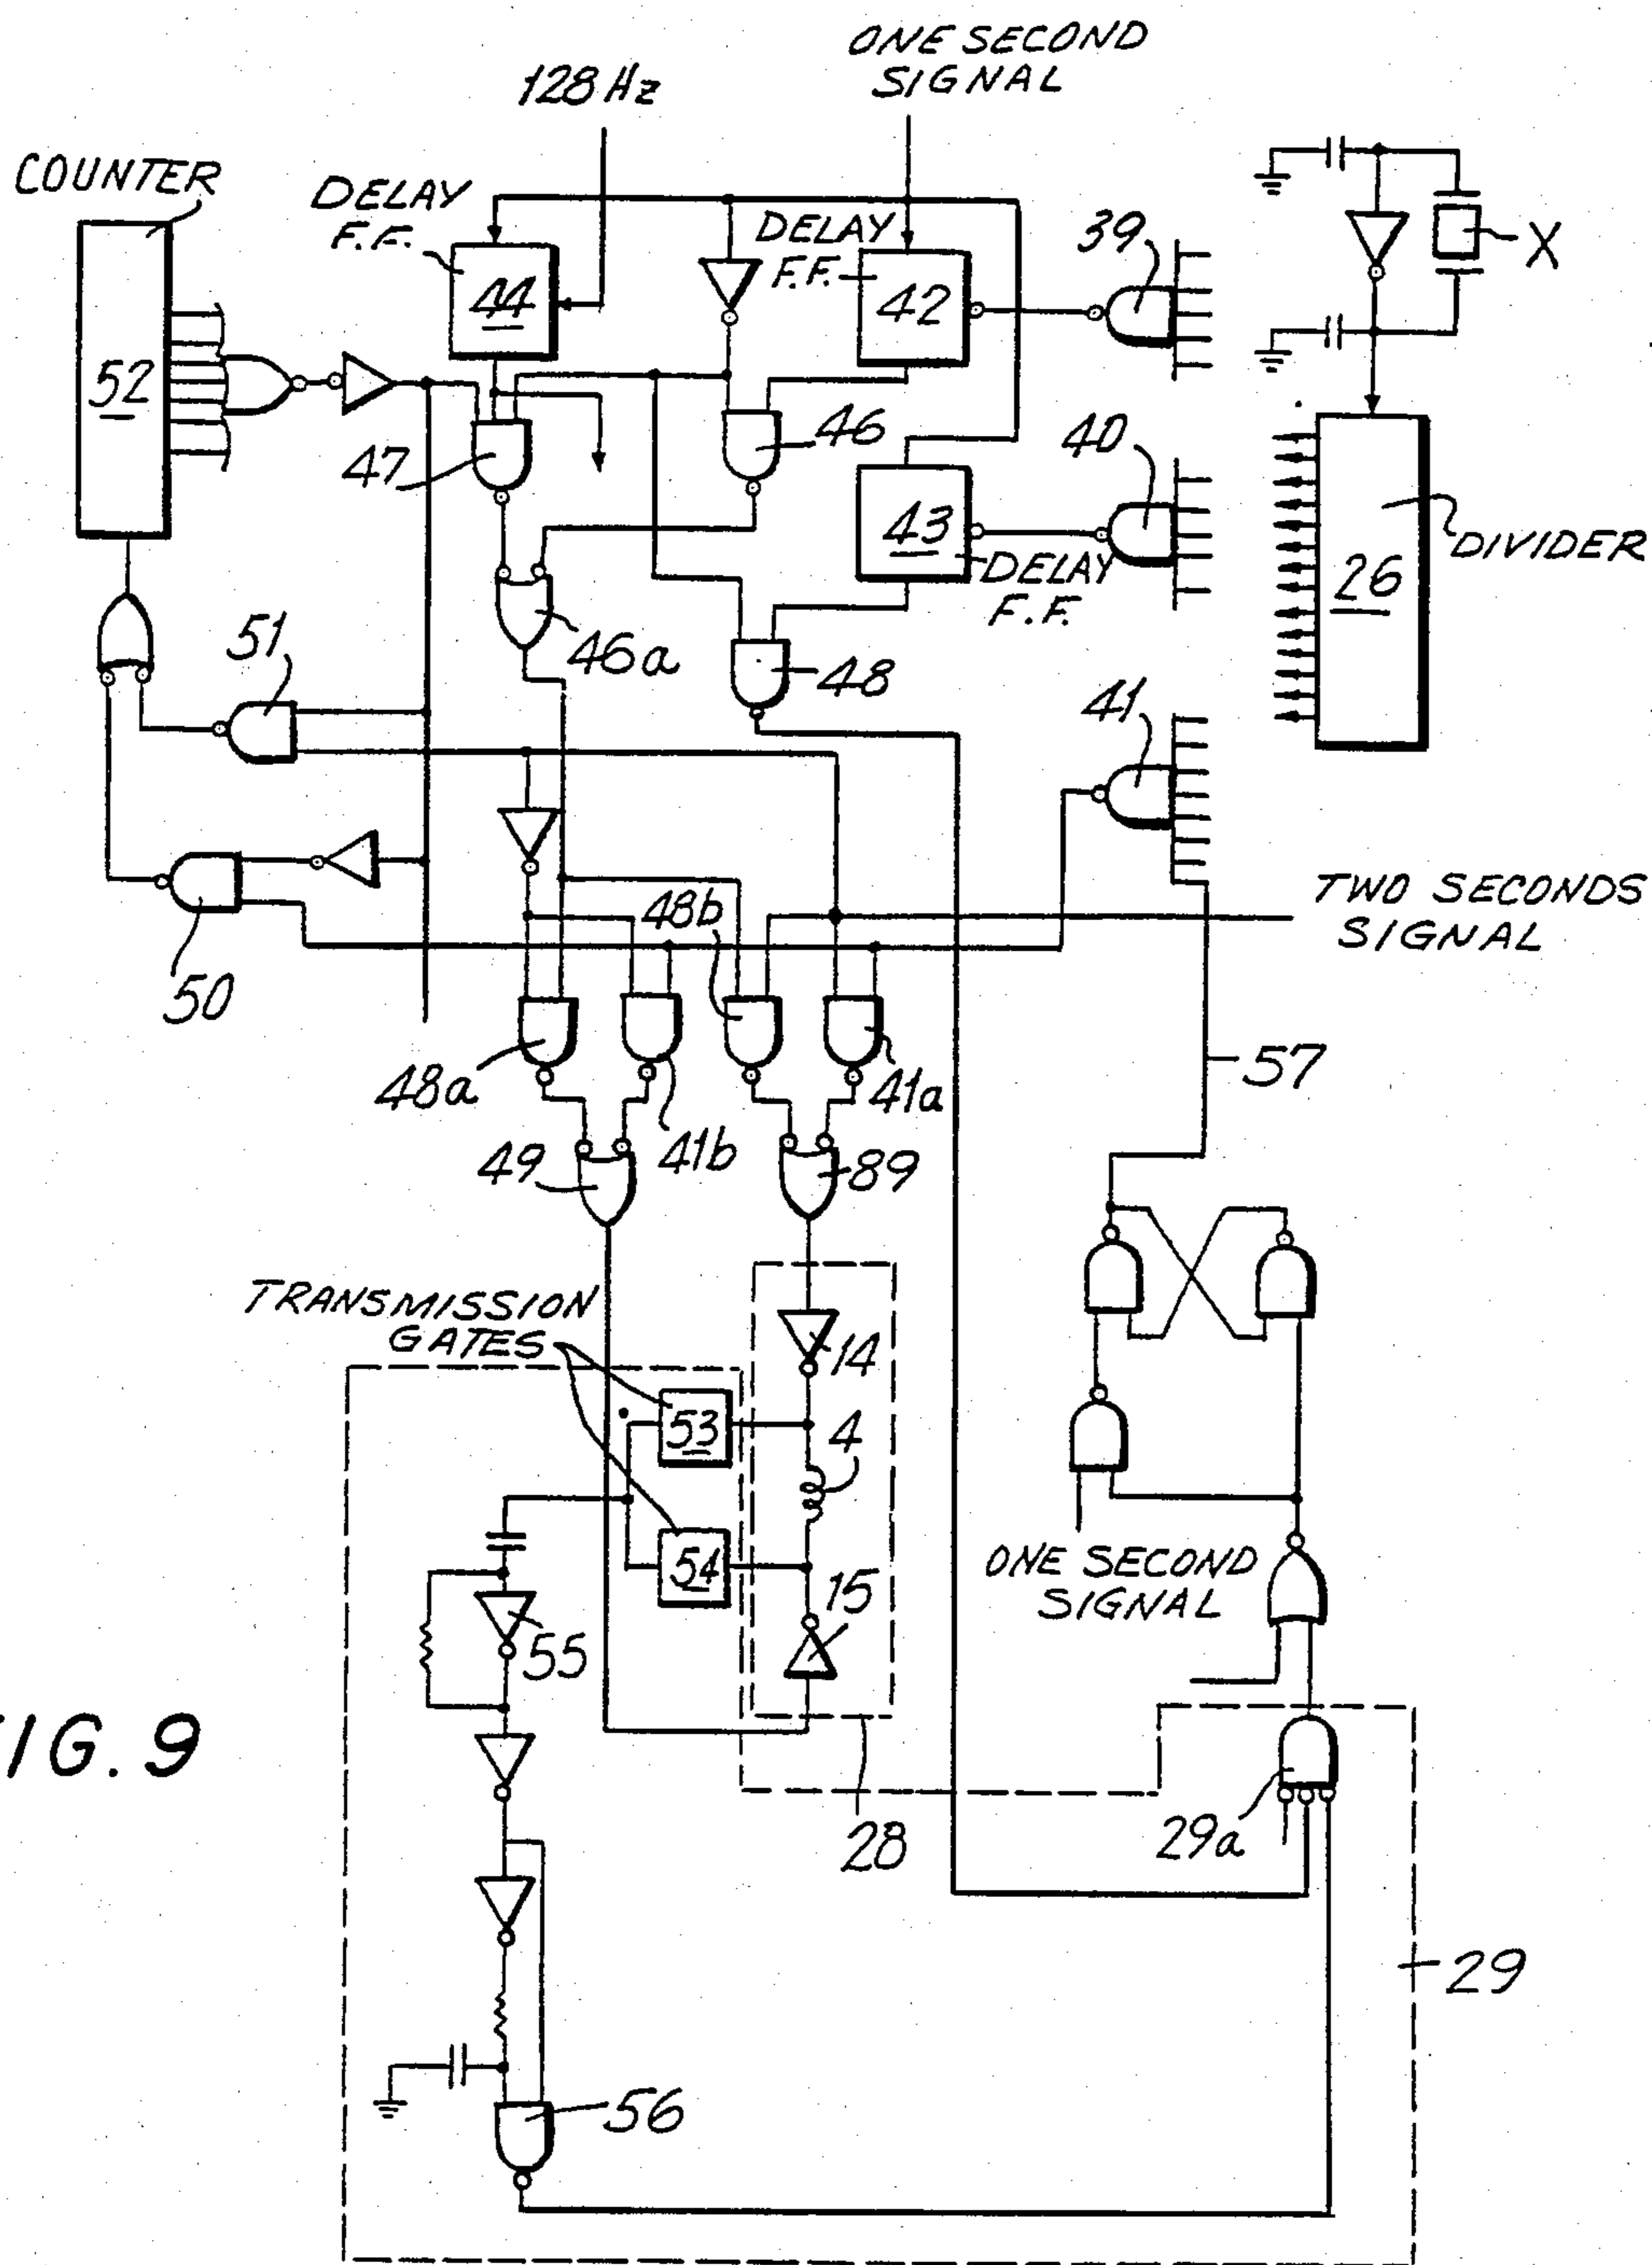 ONE SECOND
SIGNAL
128 Hz
COUNTER
DELAY
F.F.
DELAY
F.F.
39
X
44
42
52
47
46
40
43
DELAY
F.F.
DIVIDER
26
51
46a
48
41
48b
TWO SECONDS
SIGNAL
50
48a
41b
41a
57
49
89
TRANSMISSION
GATES
14
53
4
54
15
ONE SECOND
SIGNAL
55
FIG. 9
28
29a
29
56